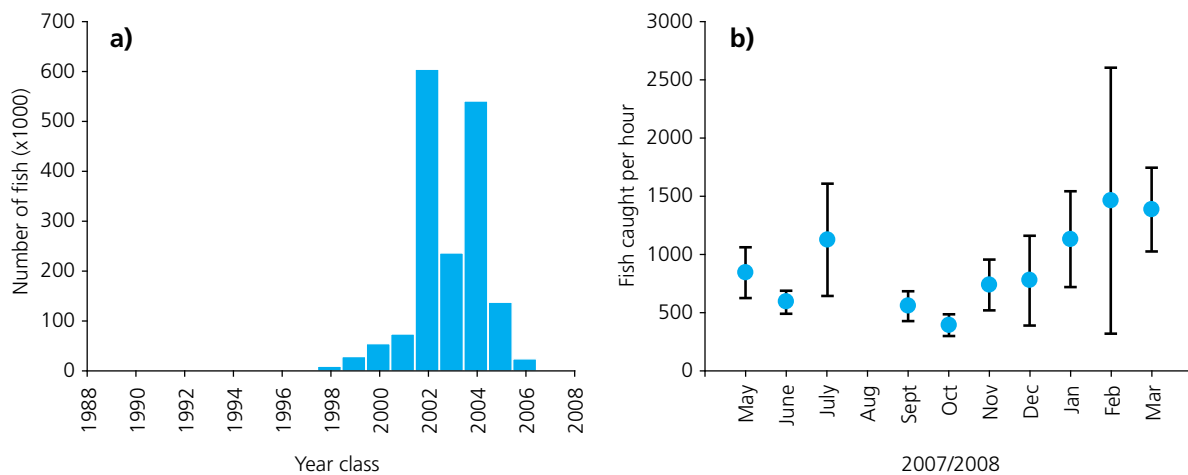 a)
Number of fish (x1000)
700
600
500
400
300
200
100
0
1988
1990
1992
1994
1996
1998
2000
2002
2004
2006
2008
Year class
b)
Fish caught per hour
3000
2500
2000
1500
1000
500
0
May
June
July
Aug
Sept
Oct
Nov
Dec
Jan
Feb
Mar
2007/2008